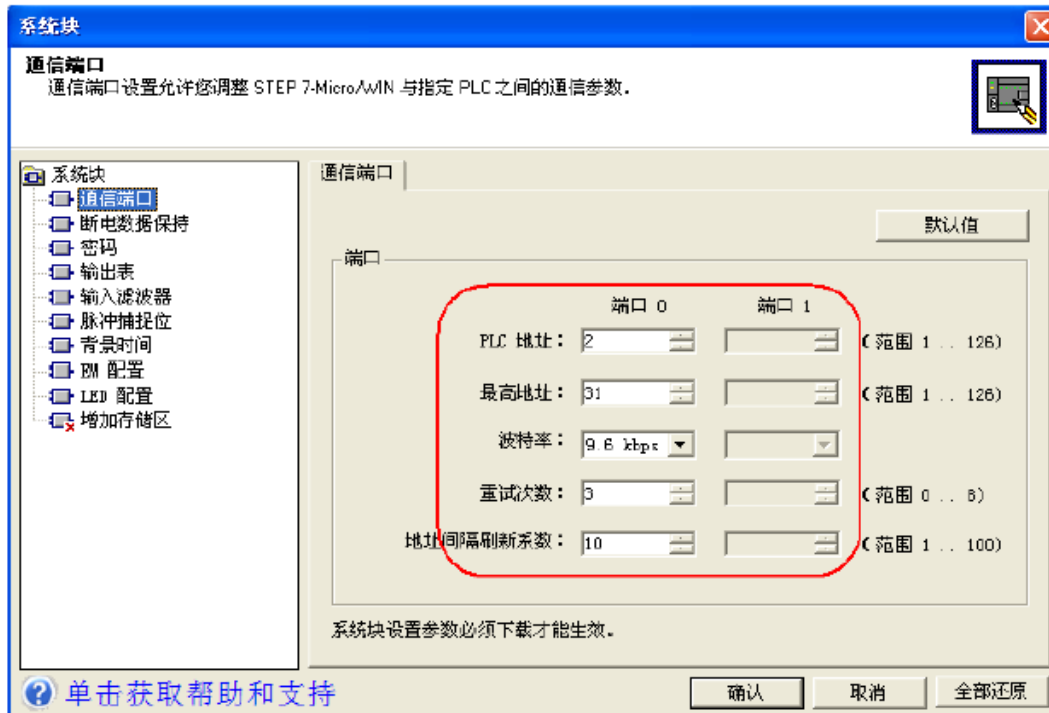 系统块
通信端口
通信端口设置允许您调整 STEP 7-Micro/WIN 与指定 PLC 之间的通信参数.
系统块
通信端口
断电数据保持
密码
输出表
输入滤波器
脉冲捕捉位
背景时间
EM 配置
LED 配置
增加存储区
通信端口
默认值
端口
端口 0 端口 1
PLC 地址: 2 (范围 1 .. 126)
最高地址: 31 (范围 1 .. 126)
波特率: 9.6 kbps
重试次数: 3 (范围 0 .. 8)
地址间隔刷新系数: 10 (范围 1 .. 100)
系统块设置参数必须下载才能生效.
单击获取帮助和支持
确认 取消 全部还原